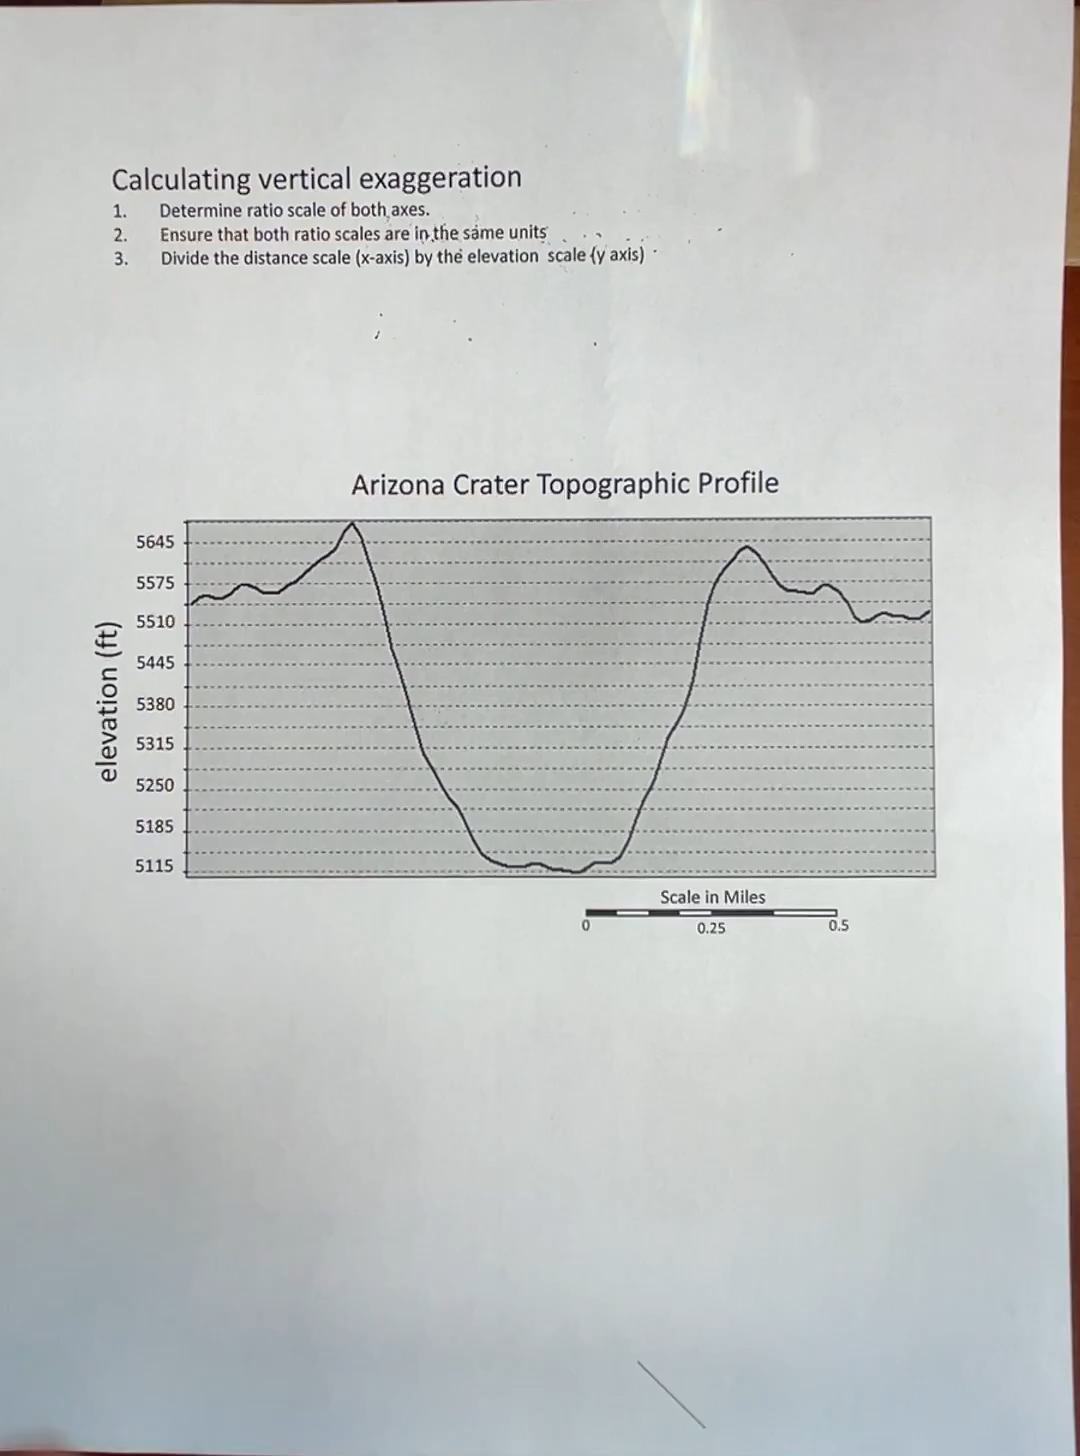 Calculating vertical exaggeration
1. Determine ratio scale of both axes.
2. Ensure that both ratio scales are in the same units
3. Divide the distance scale (x-axis) by the elevation scale (y axis)
Arizona Crater Topographic Profile
elevation (ft)
5645
5575
5510
5445
5380
5315
5250
5185
5115
Scale in Miles
0 0.25 0.5